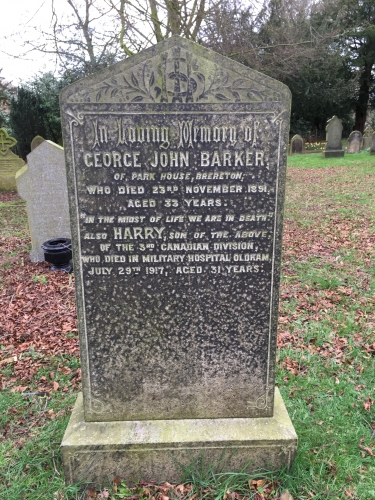 In Loving Memory of
GEORGE JOHN BARKER,
OF, PARK HOUSE, BRERETON,
WHO DIED 23RD NOVEMBER 1891,
AGED 33 YEARS.
"IN THE MIDST OF LIFE WE ARE IN DEATH"
ALSO HARRY, SON OF THE ABOVE,
OF THE 3RD CANADIAN DIVISION,
WHO DIED IN MILITARY HOSPITAL OLDHAM,
JULY 29TH 1917, AGED 31 YEARS.